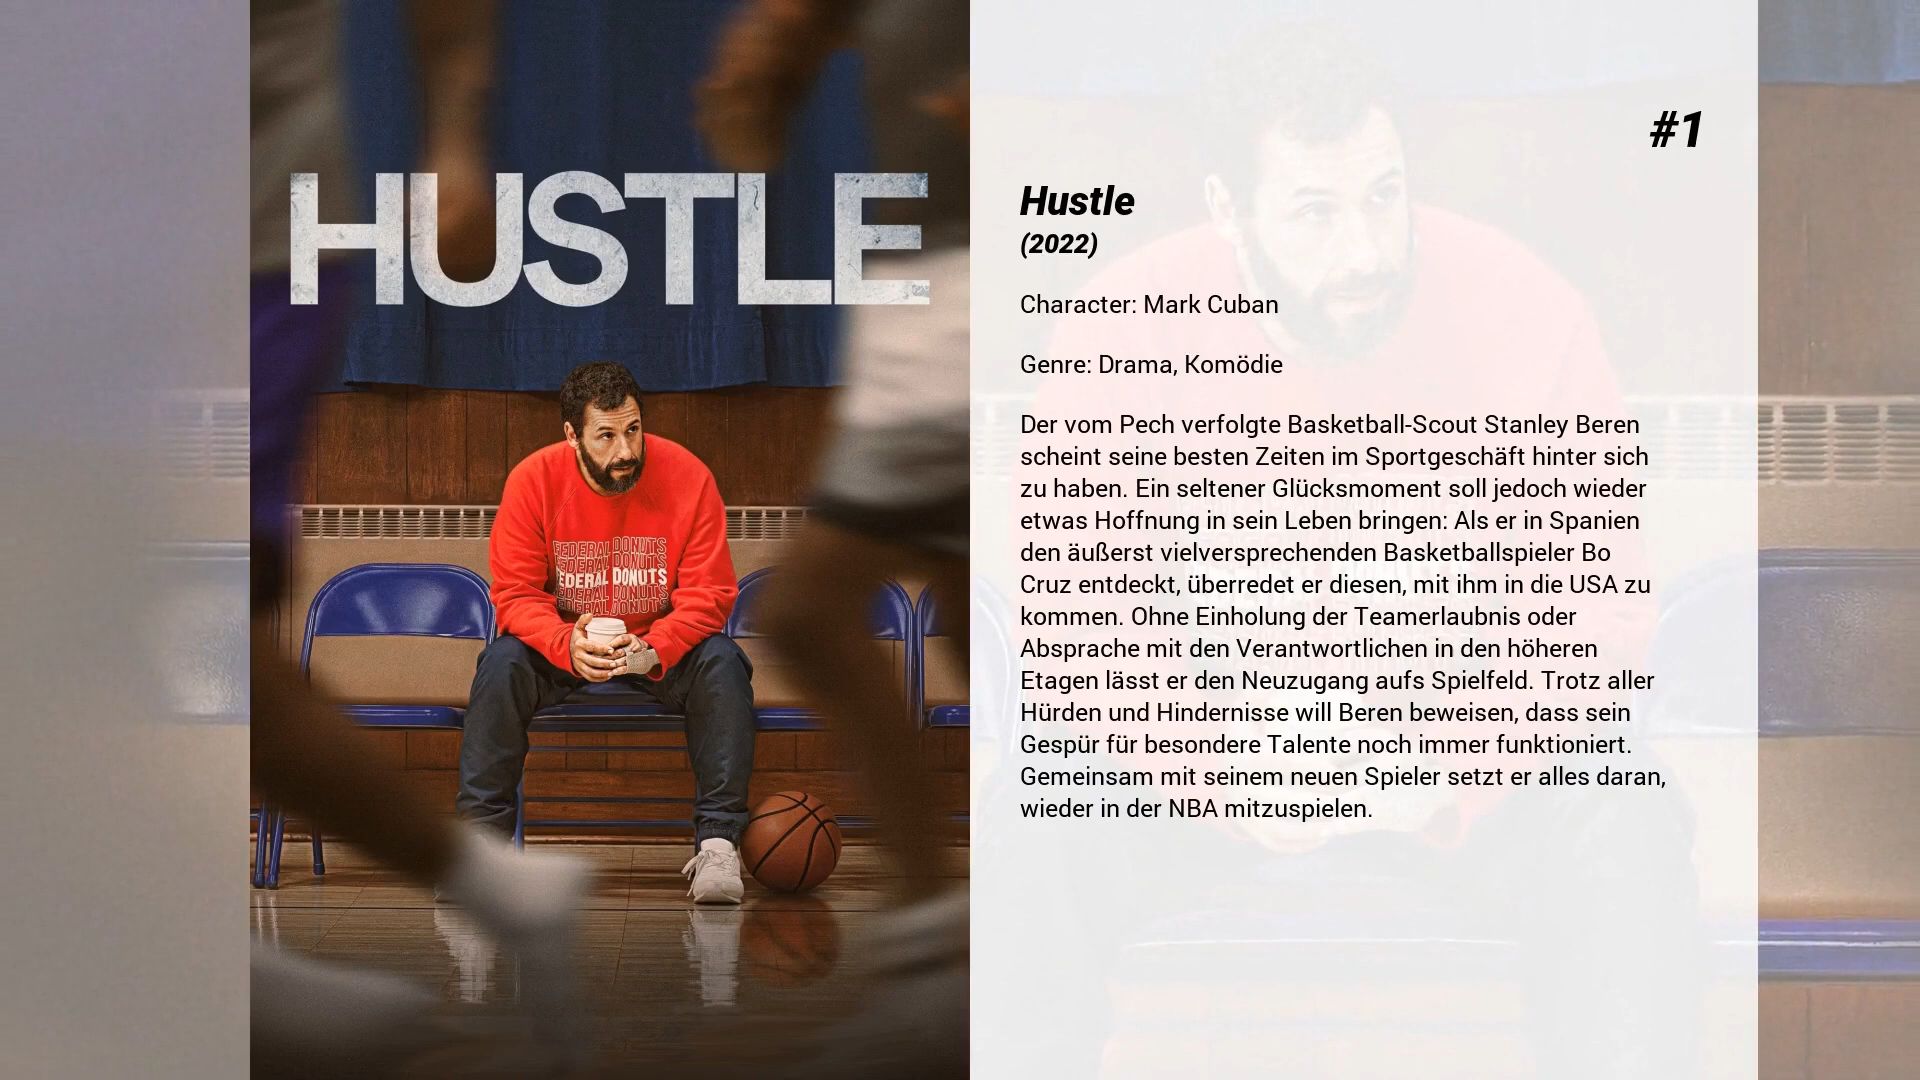 HUSTLE
FEDERAL DONUTS
FEDERAL DONUTS
FEDERAL DONUTS
FEDERAL DONUTS
FEDERAL DONUTS
#1
Hustle
(2022)
Character: Mark Cuban
Genre: Drama, Komödie
Der vom Pech verfolgte Basketball-Scout Stanley Beren
scheint seine besten Zeiten im Sportgeschäft hinter sich
zu haben. Ein seltener Glücksmoment soll jedoch wieder
etwas Hoffnung in sein Leben bringen: Als er in Spanien
den äußerst vielversprechenden Basketballspieler Bo
Cruz entdeckt, überredet er diesen, mit ihm in die USA zu
kommen. Ohne Einholung der Teamerlaubnis oder
Absprache mit den Verantwortlichen in den höheren
Etagen lässt er den Neuzugang aufs Spielfeld. Trotz aller
Hürden und Hindernisse will Beren beweisen, dass sein
Gespür für besondere Talente noch immer funktioniert.
Gemeinsam mit seinem neuen Spieler setzt er alles daran,
wieder in der NBA mitzuspielen.